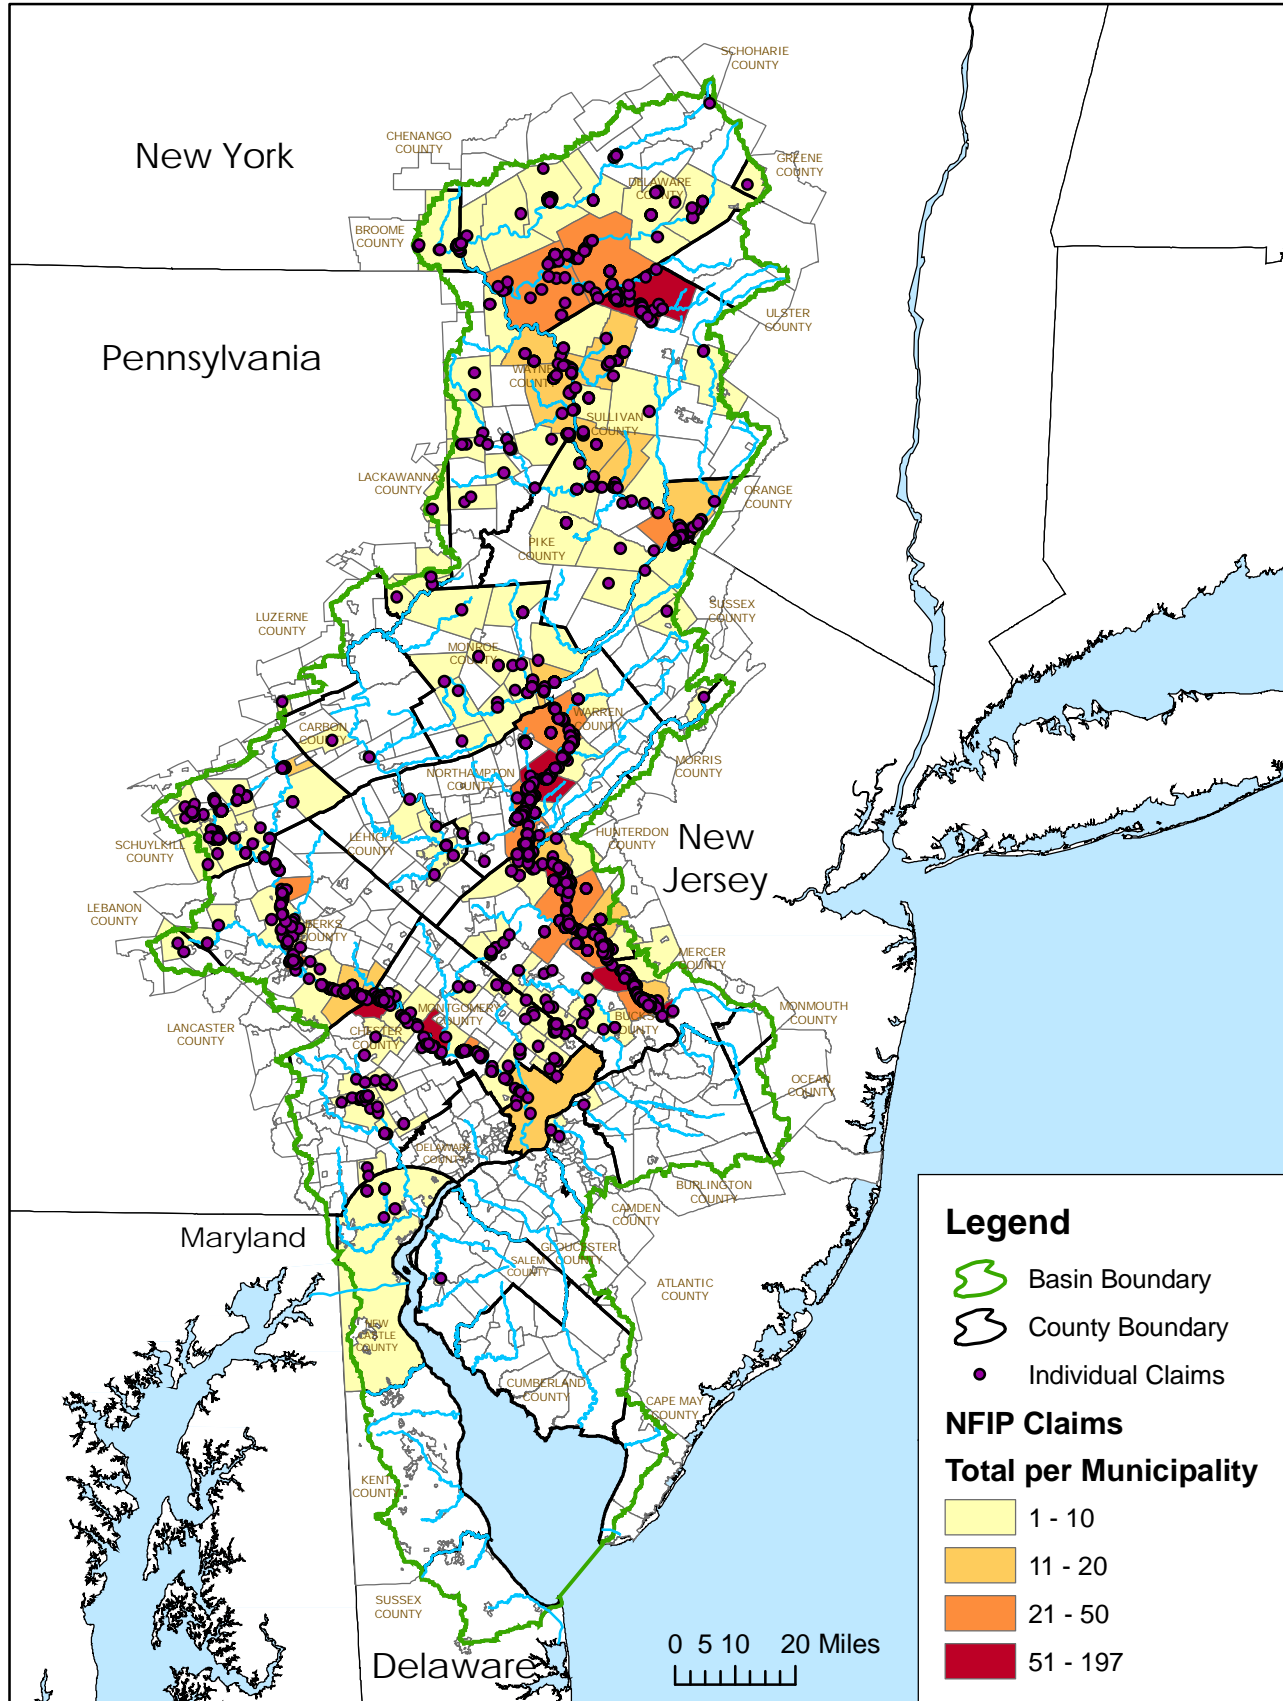 SCHOHARIE
COUNTY
New York
CHENANGO
COUNTY
GREENE
COUNTY
DELAWARE
COUNTY
BROOME
COUNTY
ULSTER
COUNTY
Pennsylvania
WAYNE
COUNTY
SULLIVAN
COUNTY
LACKAWANNA
COUNTY
ORANGE
COUNTY
PIKE
COUNTY
SUSSEX
COUNTY
LUZERNE
COUNTY
MONROE
COUNTY
WARREN
COUNTY
CARBON
COUNTY
MORRIS
COUNTY
NORTHAMPTON
COUNTY
HUNTERDON
COUNTY
New
Jersey
LEHIGH
COUNTY
SCHUYLKILL
COUNTY
LEBANON
COUNTY
BERKS
COUNTY
MERCER
COUNTY
MONMOUTH
COUNTY
MONTGOMERY
COUNTY
BUCKS
COUNTY
LANCASTER
COUNTY
CHESTER
COUNTY
OCEAN
COUNTY
DELAWARE
COUNTY
BURLINGTON
COUNTY
CAMDEN
COUNTY
Maryland
GLOUCESTER
COUNTY
SALEM
COUNTY
ATLANTIC
COUNTY
NEW
CASTLE
COUNTY
CUMBERLAND
COUNTY
CAPE MAY
COUNTY
KENT
COUNTY
SUSSEX
COUNTY
Delaware
0 5 10 20 Miles
Legend
Basin Boundary
County Boundary
Individual Claims
NFIP Claims
Total per Municipality
1 - 10
11 - 20
21 - 50
51 - 197